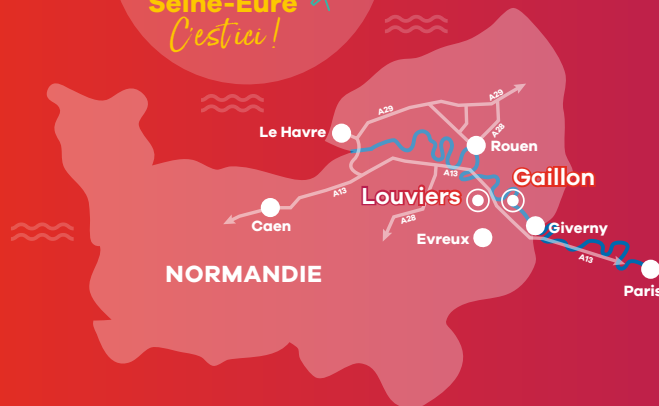 Seine-Eure
C'est ici !
A29
A29
Le Havre
A28
Rouen
A13
Gaillon
A13
Louviers
A28
Caen
Giverny
Evreux
A13
NORMANDIE
Paris